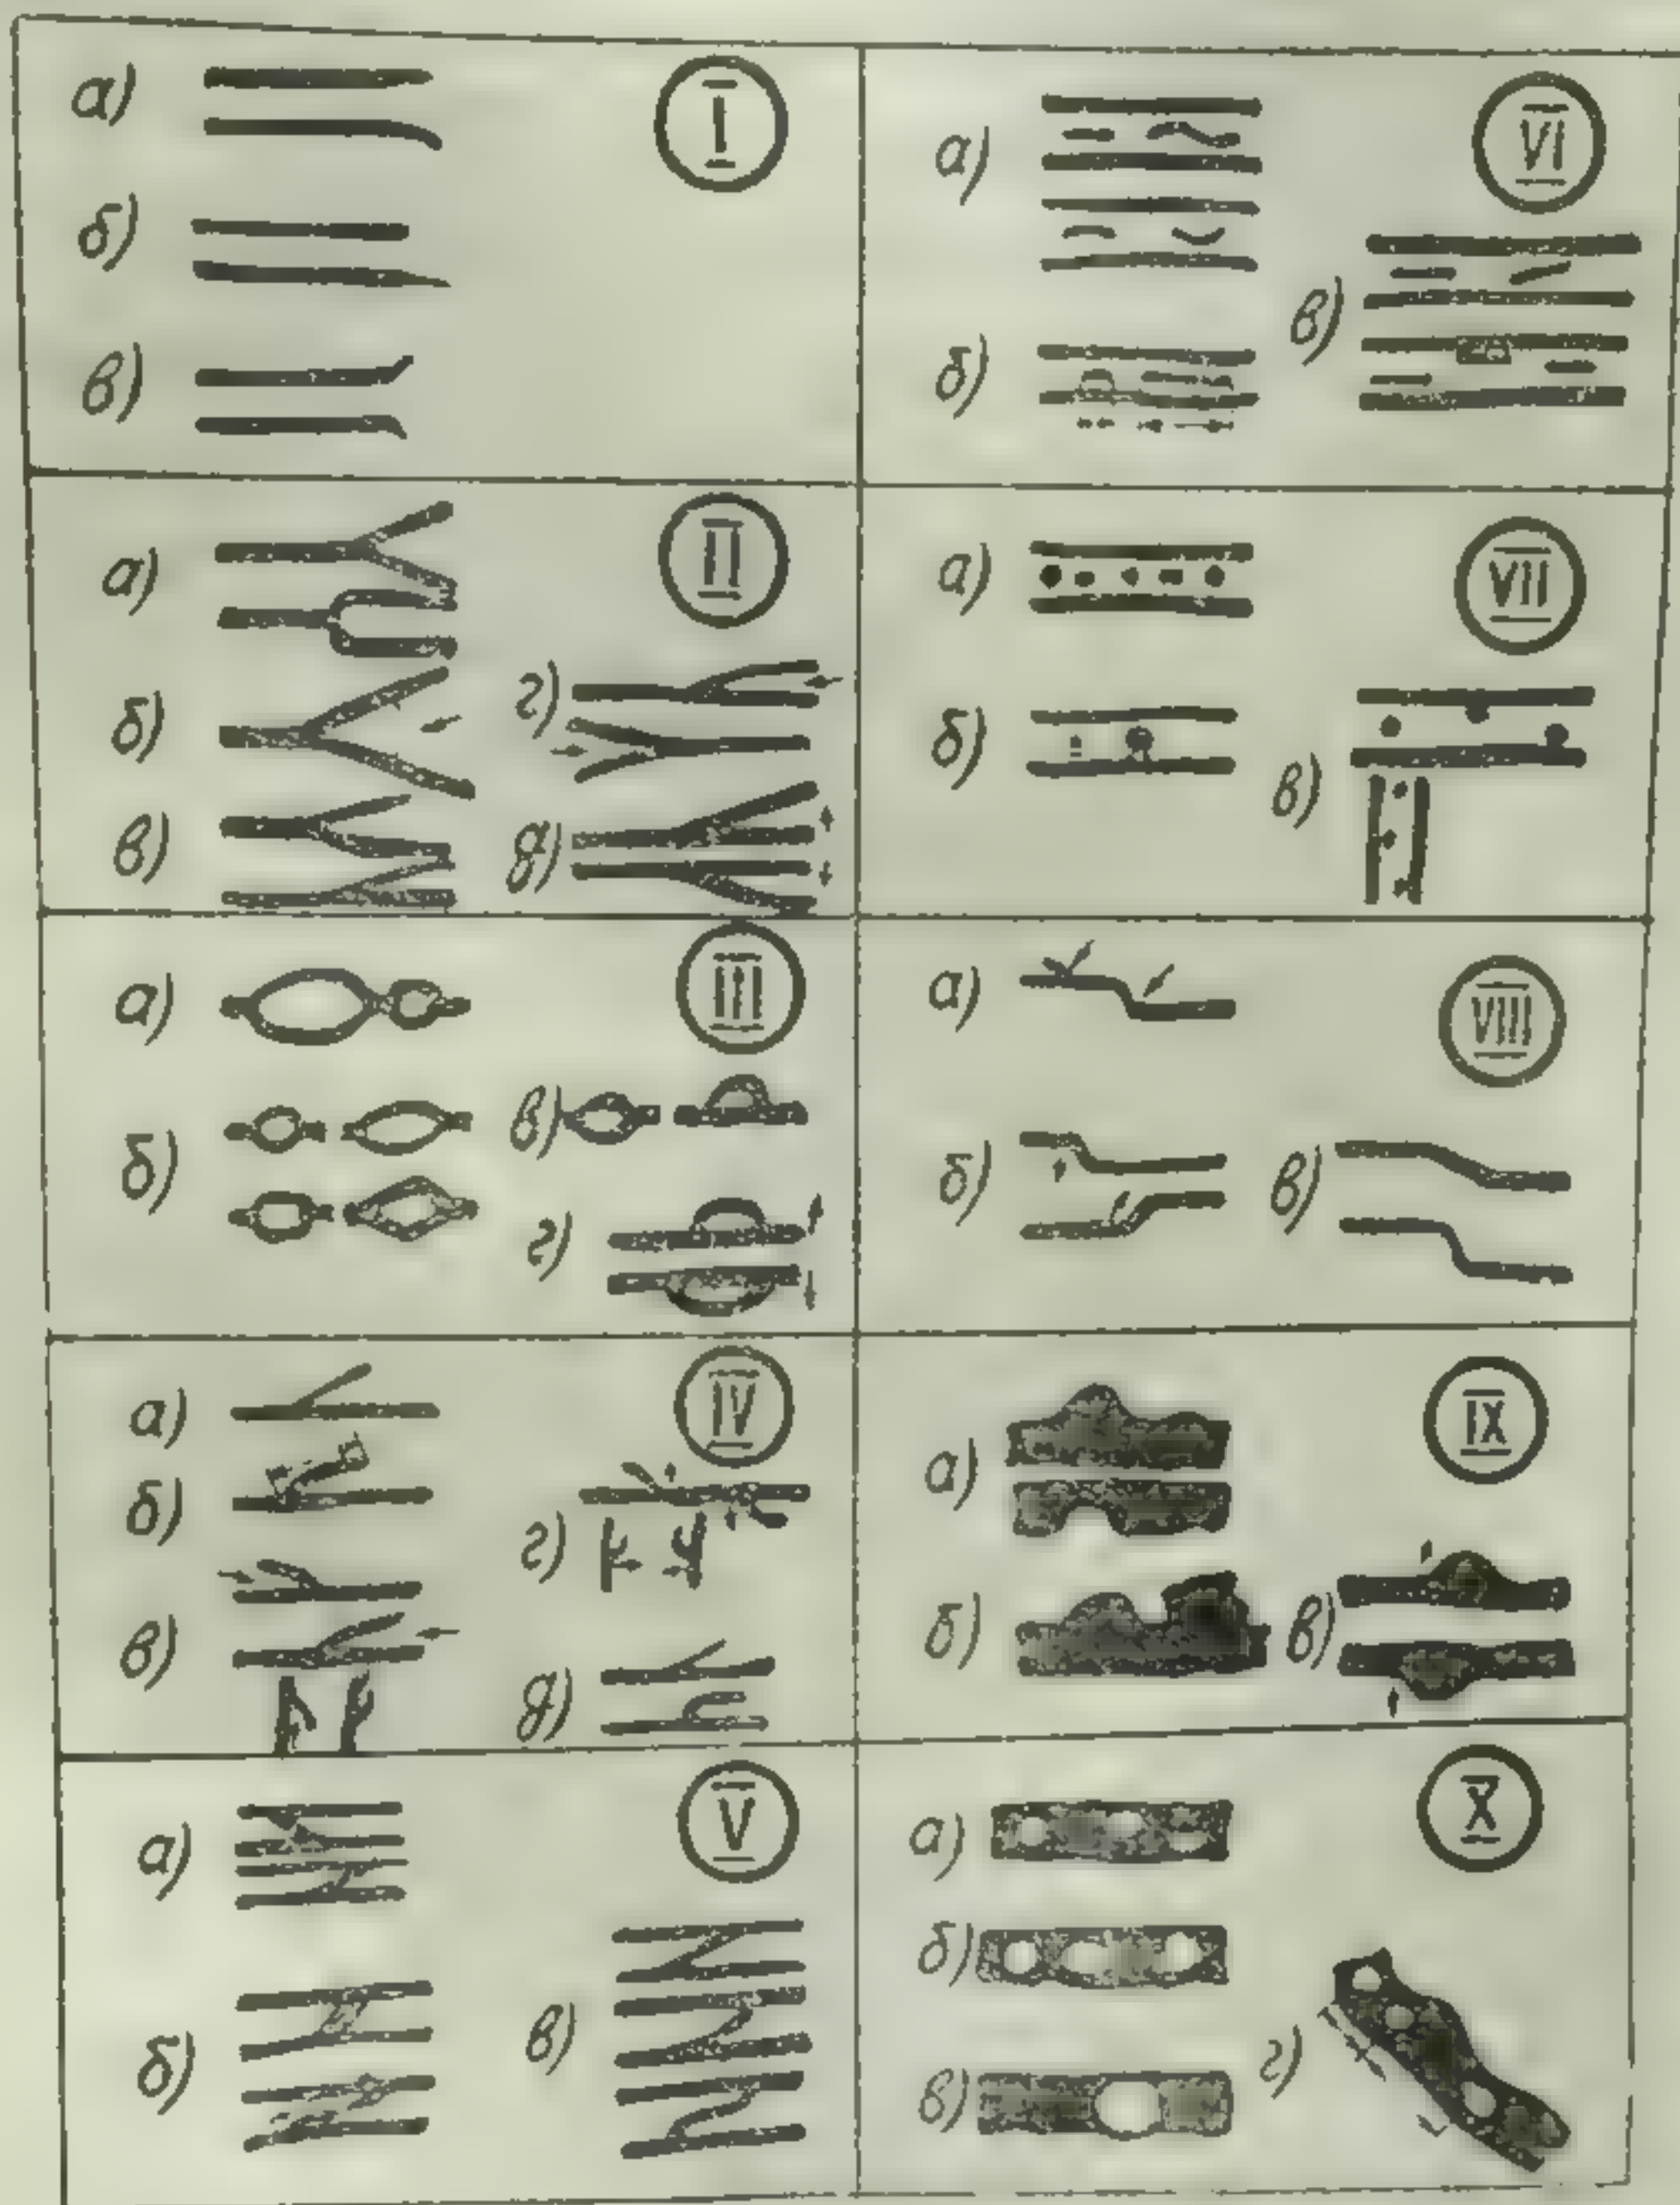 I
а)
б)
в)
II
а)
б)
в)
г)
д)
III
а)
б)
в)
г)
IV
а)
б)
в)
г)
д)
V
а)
б)
в)
VI
а)
б)
в)
VII
а)
б)
в)
VIII
а)
б)
в)
IX
а)
б)
в)
X
а)
б)
в)
г)